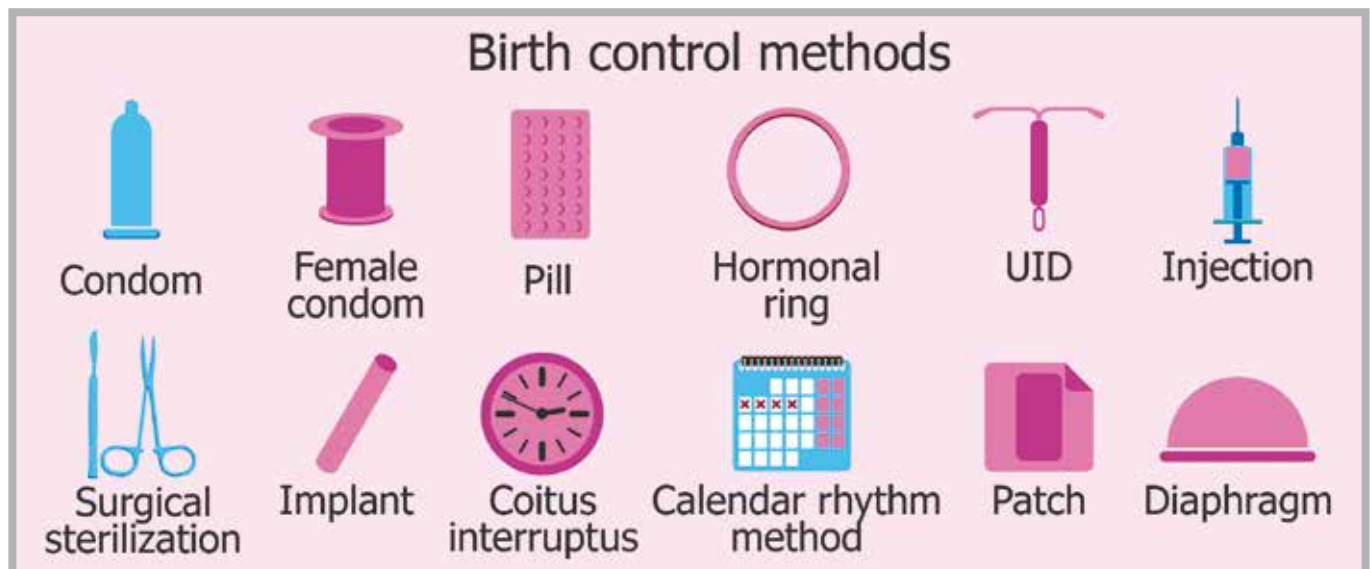 Birth control methods
Condom
Female
condom
Pill
Hormonal
ring
UID
Injection
Surgical
sterilization
Implant
Coitus
interruptus
Calendar rhythm
method
Patch
Diaphragm